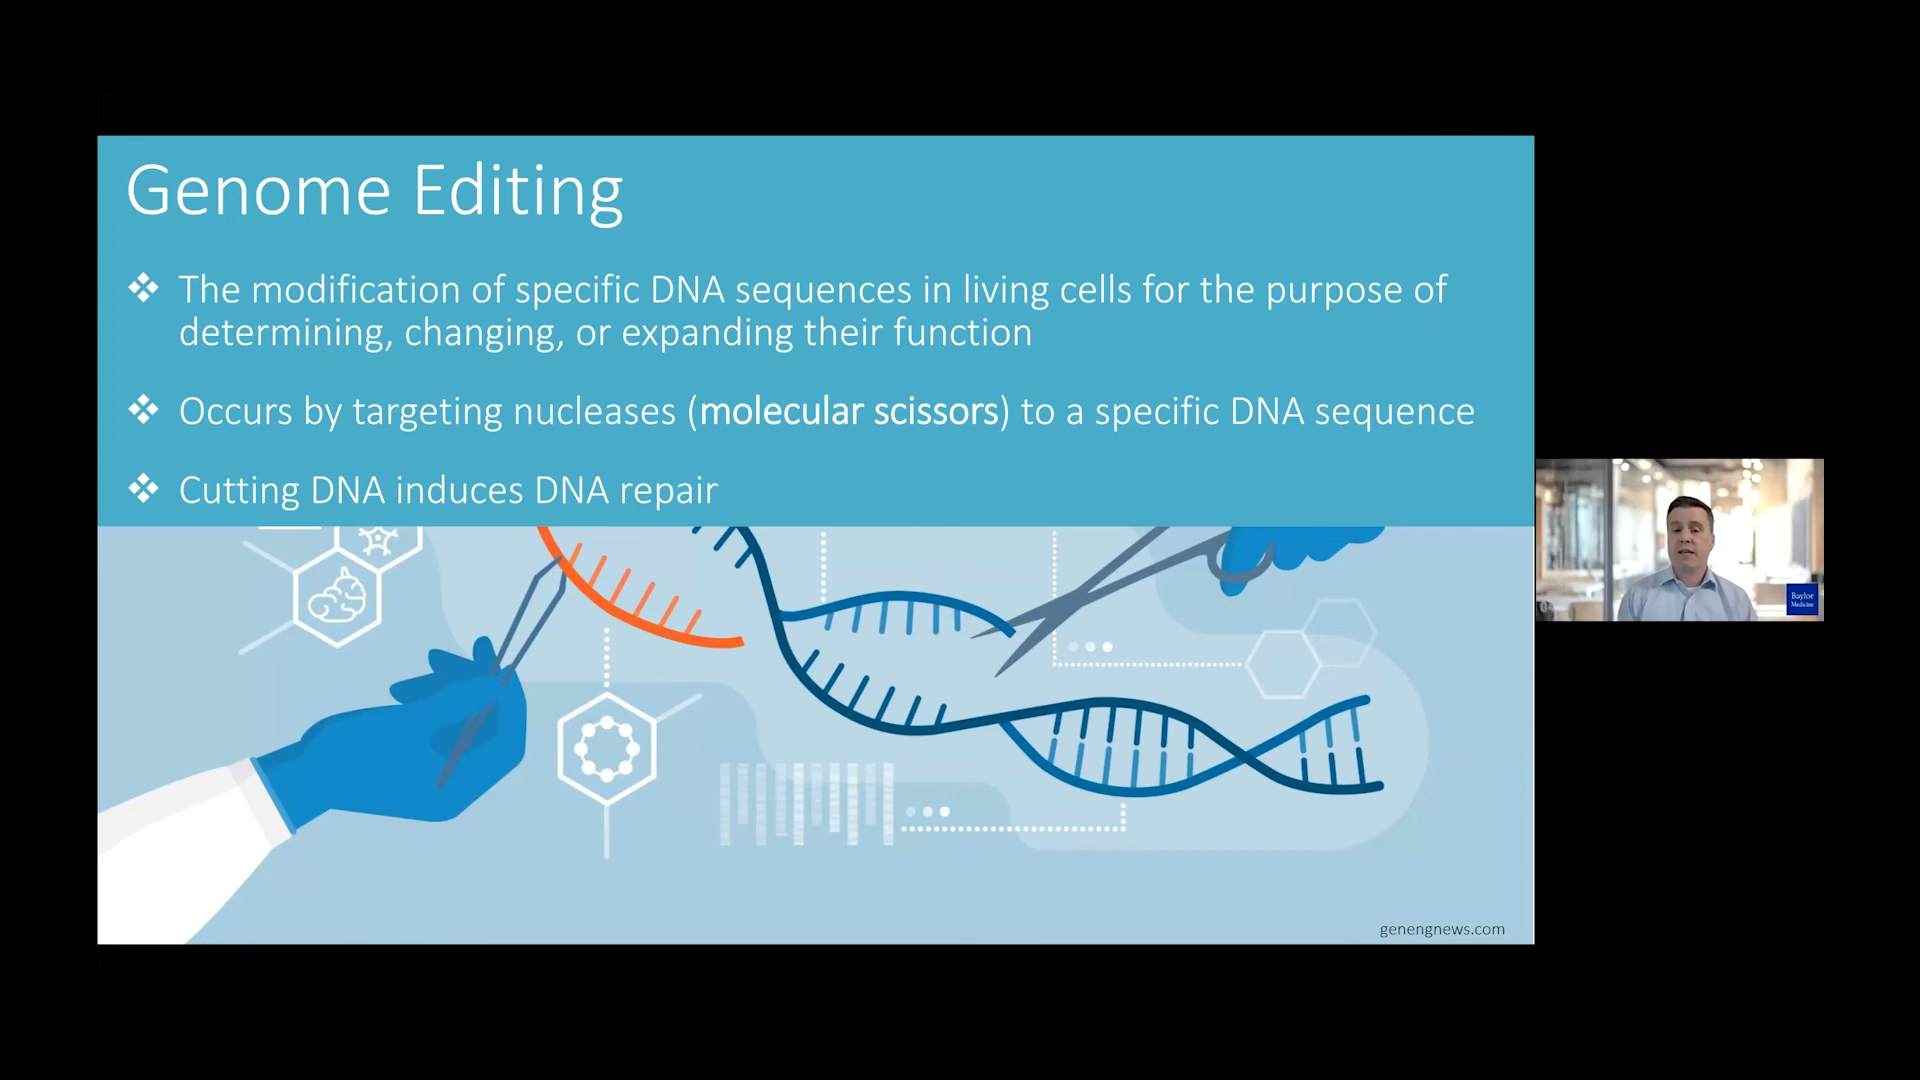 Genome Editing
The modification of specific DNA sequences in living cells for the purpose of
determining, changing, or expanding their function
Occurs by targeting nucleases (molecular scissors) to a specific DNA sequence
Cutting DNA induces DNA repair
Baylor
Medicine
genengnews.com